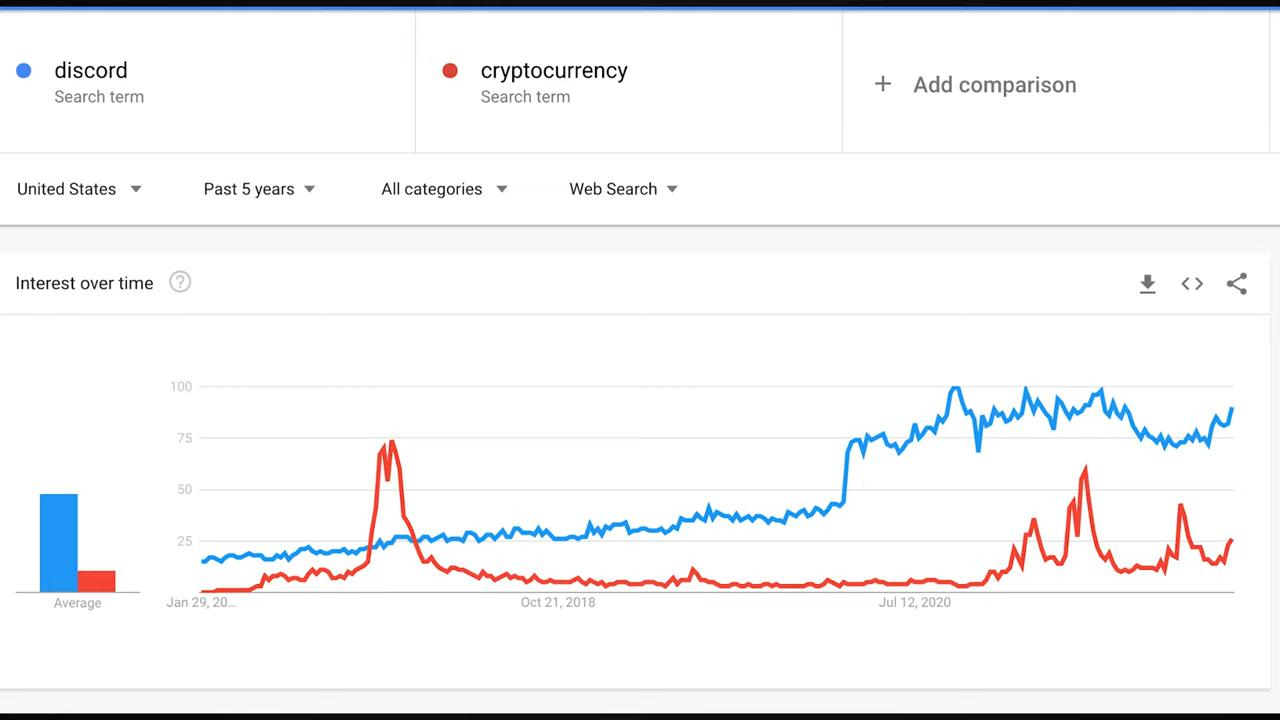 discord
Search term
cryptocurrency
Search term
+ Add comparison
United States
Past 5 years
All categories
Web Search
Interest over time
?
100
75
50
25
Average
Jan 29, 20...
Oct 21, 2018
Jul 12, 2020